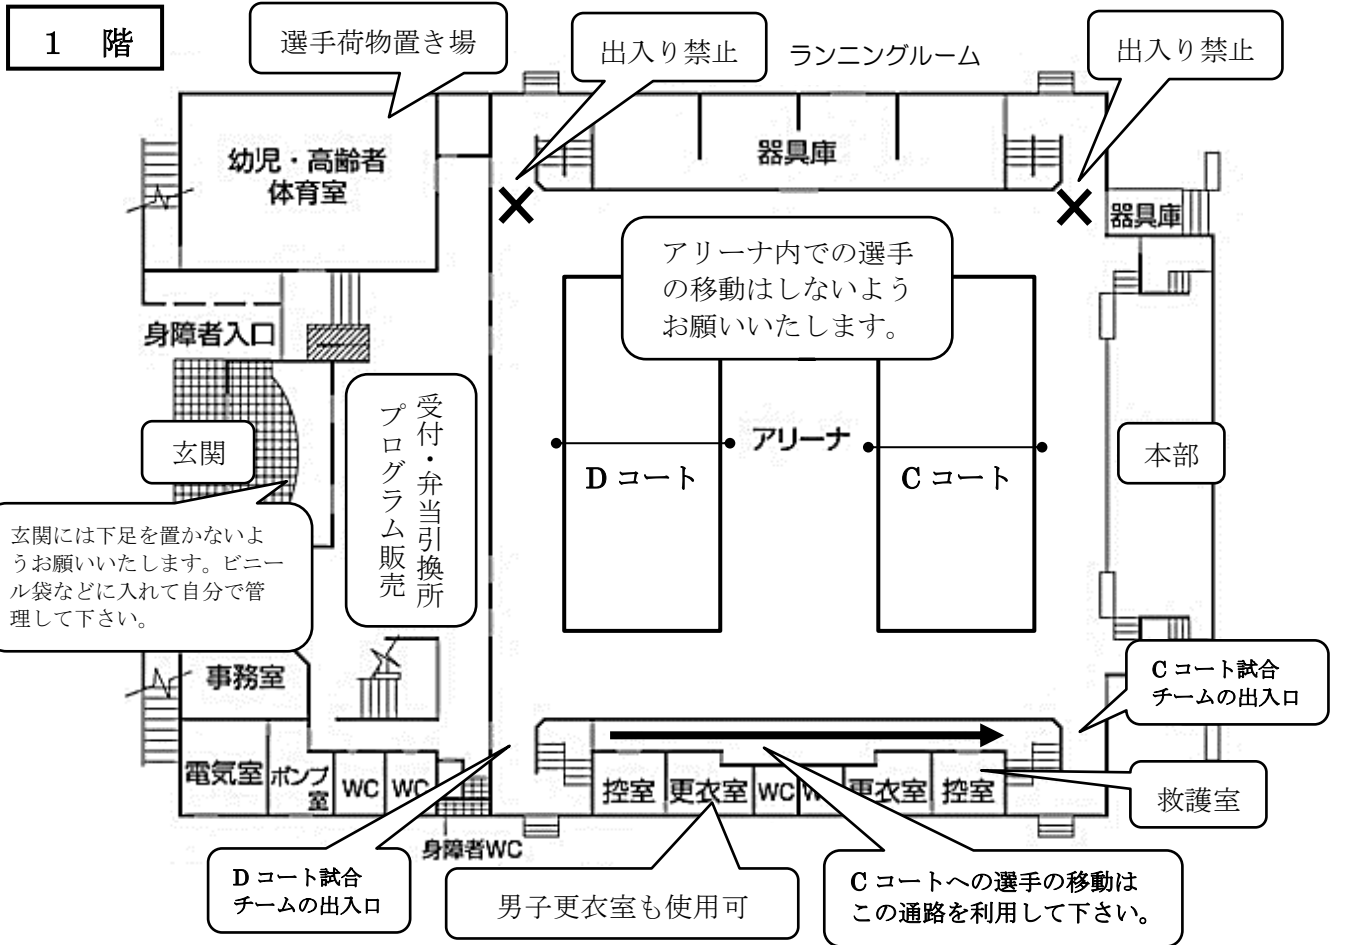 1 階
選手荷物置き場
出入り禁止
ランニングルーム
出入り禁止
幼児・高齢者
体育室
器具庫
器具庫
アリーナ内での選手
の移動はしないよう
お願いいたします。
身障者入口
玄関
受付・弁当引換所
プログラム販売
アリーナ
D コート
C コート
本部
玄関には下足を置かないよ
うお願いいたします。ビニー
ル袋などに入れて自分で管
理して下さい。
事務室
C コート試合
チームの出入口
電気室
ポンプ
室
WC
WC
控室
更衣室
WC
更衣室
控室
救護室
身障者WC
D コート試合
チームの出入口
男子更衣室も使用可
C コートへの選手の移動は
この通路を利用して下さい。